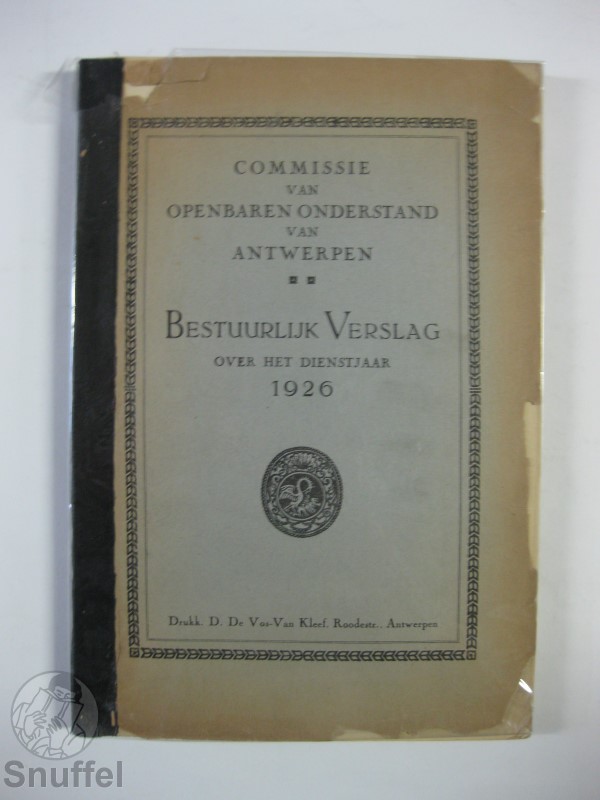 COMMISSIE
VAN
OPENBAREN ONDERSTAND
VAN
ANTWERPEN
BESTUURLIJK VERSLAG
OVER HET DIENSTJAAR
1926
Drukk. D. De Vos-Van Kleef, Roodestr., Antwerpen
Snuffel